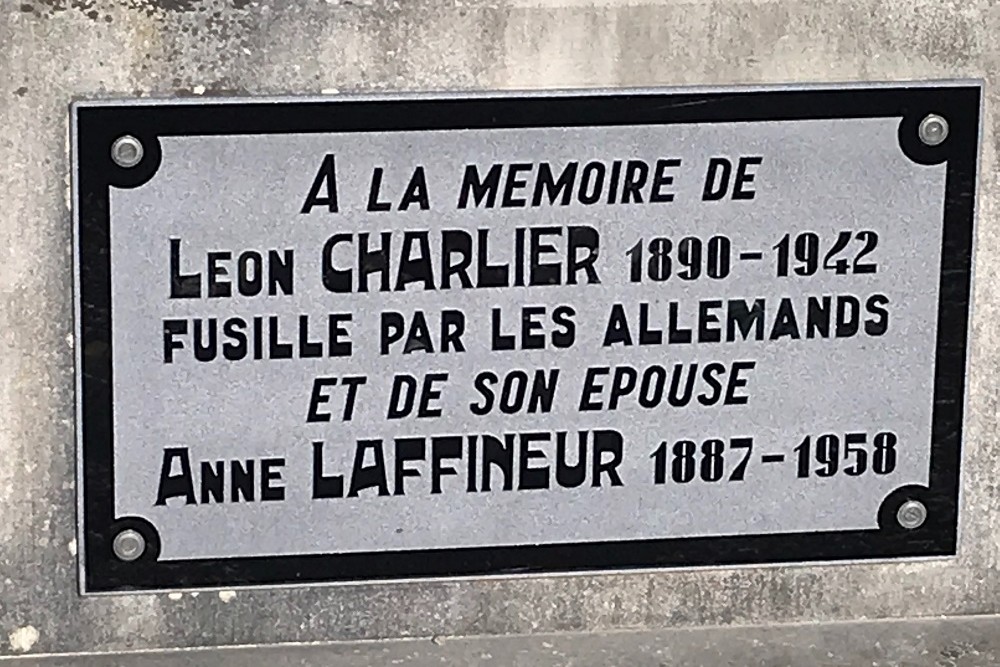 A LA MEMOIRE DE
LEON CHARLIER 1890-1942
FUSILLE PAR LES ALLEMANDS
ET DE SON EPOUSE
ANNE LAFFINEUR 1887-1958